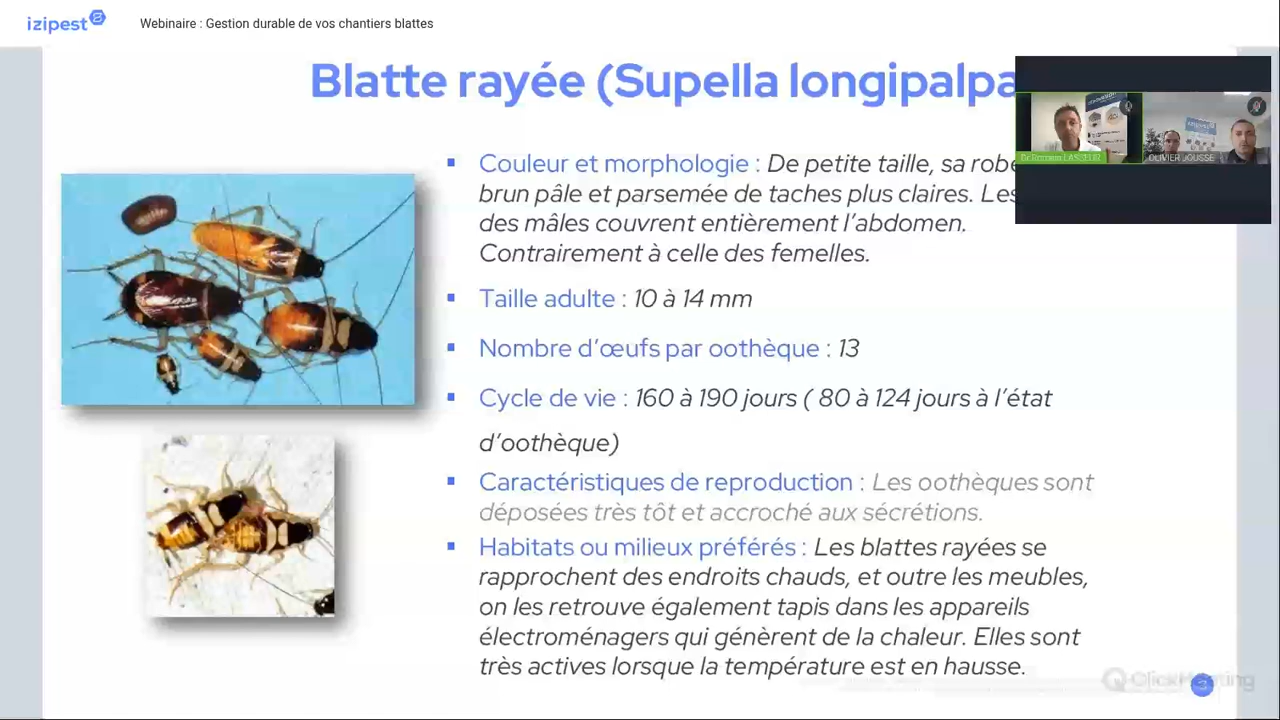 izipest
Webinaire : Gestion durable de vos chantiers blattes
Blatte rayée (Supella longipalpa
▪ Couleur et morphologie : De petite taille, sa robe
brun pâle et parsemée de taches plus claires. Les
des mâles couvrent entièrement l’abdomen.
Contrairement à celle des femelles.
▪ Taille adulte : 10 à 14 mm
▪ Nombre d’œufs par oothèque : 13
▪ Cycle de vie : 160 à 190 jours ( 80 à 124 jours à l’état
d’oothèque)
▪ Caractéristiques de reproduction : Les oothèques sont
déposées très tôt et accroché aux sécrétions.
▪ Habitats ou milieux préférés : Les blattes rayées se
rapprochent des endroits chauds, et outre les meubles,
on les retrouve également tapis dans les appareils
électroménagers qui génèrent de la chaleur. Elles sont
très actives lorsque la température est en hausse.
Dr.Romain LASSEUR
OLIVIER JOUSSE